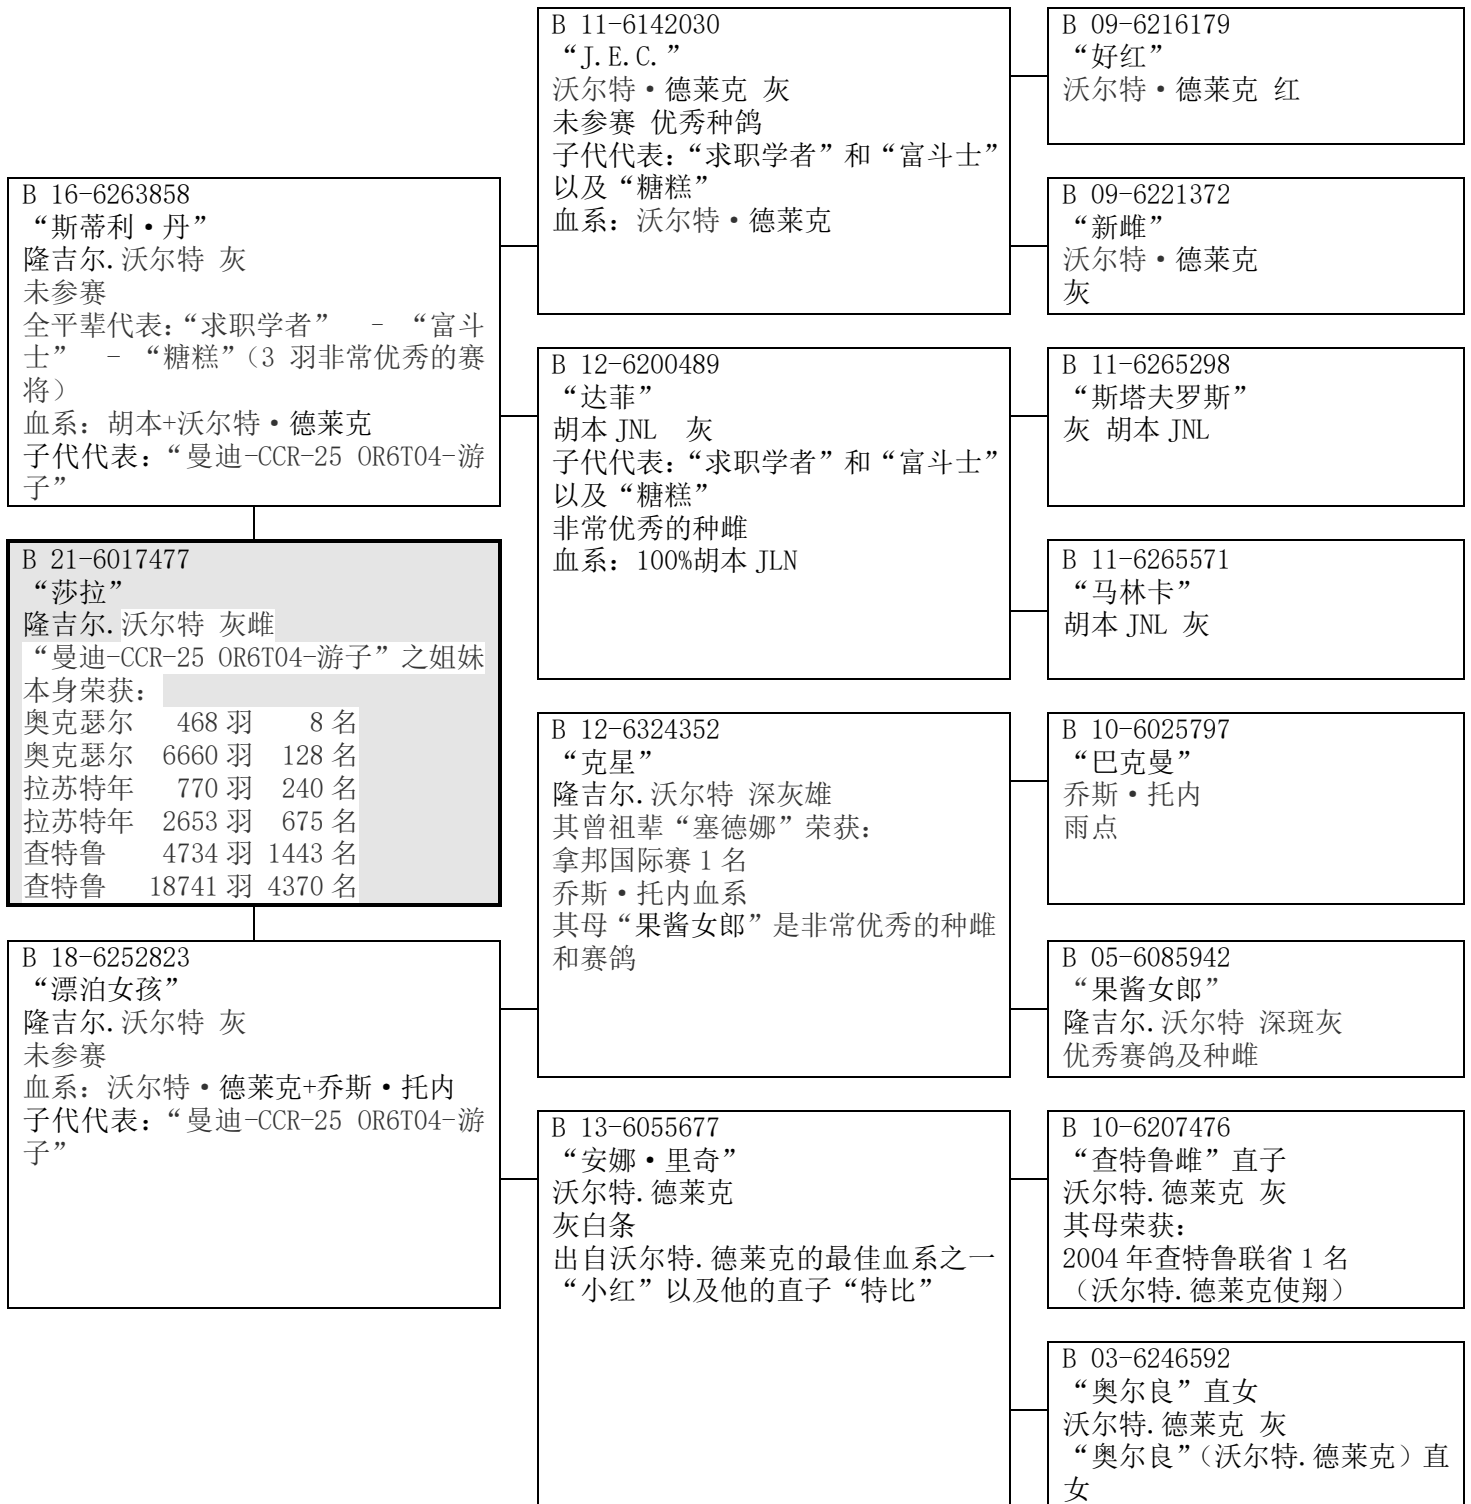 B 16-6263858
“斯蒂利·丹”
隆吉尔.沃尔特 灰
未参赛
全平辈代表：“求职学者” - “富斗
士” - “糖糕”（3 羽非常优秀的赛
将）
血系：胡本+沃尔特·德莱克
子代代表：“曼迪-CCR-25 OR6T04-游
子”
B 21-6017477
“莎拉”
隆吉尔.沃尔特 灰雌
“曼迪-CCR-25 OR6T04-游子”之姐妹
本身荣获：
奥克瑟尔 468 羽 8 名
奥克瑟尔 6660 羽 128 名
拉苏特年 770 羽 240 名
拉苏特年 2653 羽 675 名
查特鲁 4734 羽 1443 名
查特鲁 18741 羽 4370 名
B 18-6252823
“漂泊女孩”
隆吉尔.沃尔特 灰
未参赛
血系：沃尔特·德莱克+乔斯·托内
子代代表：“曼迪-CCR-25 OR6T04-游
子”
B 11-6142030
“J.E.C.”
沃尔特·德莱克 灰
未参赛 优秀种鸽
子代代表：“求职学者”和“富斗士”
以及“糖糕”
血系：沃尔特·德莱克
B 12-6200489
“达菲”
胡本 JNL 灰
子代代表：“求职学者”和“富斗士”
以及“糖糕”
非常优秀的种雌
血系：100%胡本 JLN
B 12-6324352
“克星”
隆吉尔.沃尔特 深灰雄
其曾祖辈“塞德娜”荣获：
拿邦国际赛 1 名
乔斯·托内血系
其母“果酱女郎”是非常优秀的种雌
和赛鸽
B 13-6055677
“安娜·里奇”
沃尔特.德莱克
灰白条
出自沃尔特.德莱克的最佳血系之一
“小红”以及他的直子“特比”
B 09-6216179
“好红”
沃尔特·德莱克 红
B 09-6221372
“新雌”
沃尔特·德莱克
灰
B 11-6265298
“斯塔夫罗斯”
灰 胡本 JNL
B 11-6265571
“马林卡”
胡本 JNL 灰
B 10-6025797
“巴克曼”
乔斯·托内
雨点
B 05-6085942
“果酱女郎”
隆吉尔.沃尔特 深斑灰
优秀赛鸽及种雌
B 10-6207476
“查特鲁雌”直子
沃尔特.德莱克 灰
其母荣获：
2004 年查特鲁联省 1 名
（沃尔特.德莱克使翔）
B 03-6246592
“奥尔良”直女
沃尔特.德莱克 灰
“奥尔良”（沃尔特.德莱克）直
女